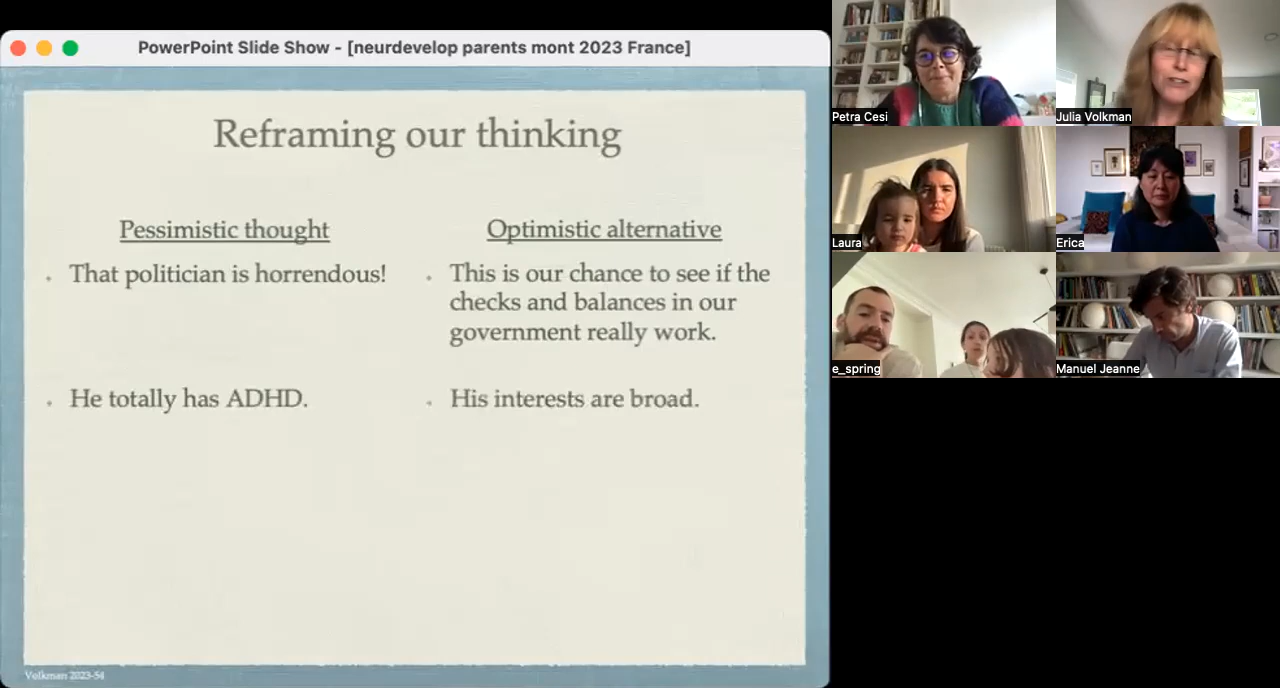 PowerPoint Slide Show - [neurdevelop parents mont 2023 France]
Reframing our thinking
Pessimistic thought
That politician is horrendous!
He totally has ADHD.
Optimistic alternative
This is our chance to see if the
checks and balances in our
government really work.
His interests are broad.
Volkman 2023-54
Petra Cesi
Julia Volkman
Laura
Erica
e_spring
Manuel Jeanne